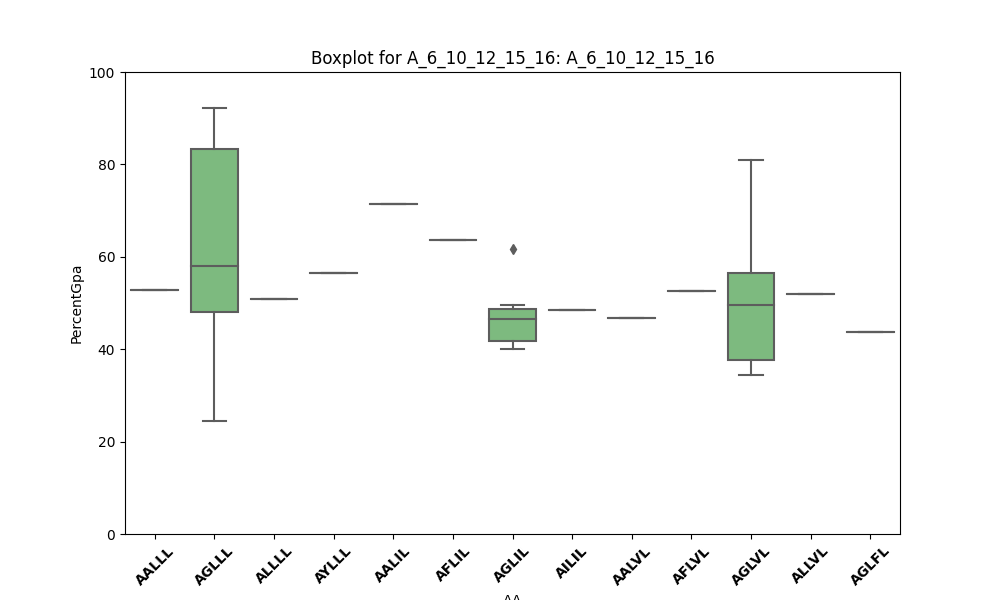 Boxplot for A_6_10_12_15_16: A_6_10_12_15_16
100
80
60
40
20
0
PercentGpa
AALLL
AGLLL
ALLLL
AYLLL
AALIL
AFLIL
AGLIL
AILIL
AALVL
AFLVL
AGLVL
ALLVL
AGLFL
AA